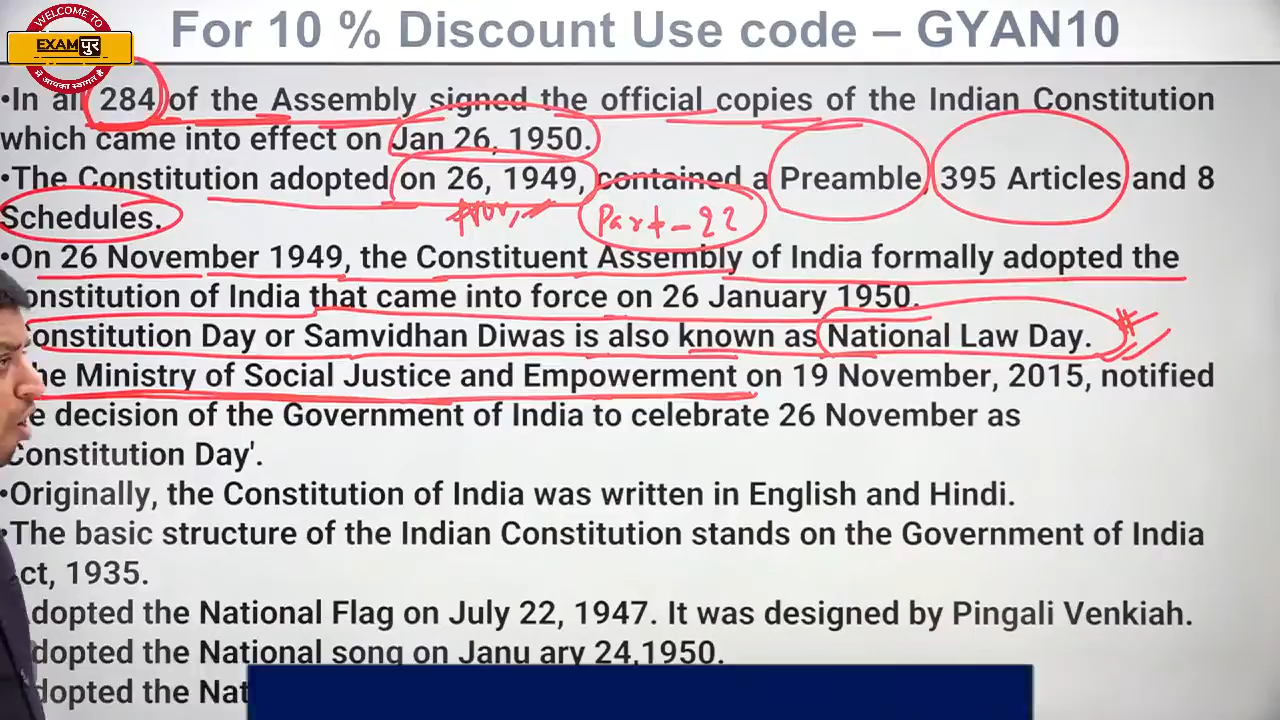 WELCOME TO
EXAMपुर
में आपका स्वागत है
For 10 % Discount Use code – GYAN10
•In all 284 of the Assembly signed the official copies of the Indian Constitution
which came into effect on Jan 26, 1950.
•The Constitution adopted on 26, 1949, contained a Preamble, 395 Articles and 8
Schedules.
Part-22
•On 26 November 1949, the Constituent Assembly of India formally adopted the
onstitution of India that came into force on 26 January 1950.
Constitution Day or Samvidhan Diwas is also known as National Law Day.
he Ministry of Social Justice and Empowerment on 19 November, 2015, notified
e decision of the Government of India to celebrate 26 November as
Constitution Day'.
•Originally, the Constitution of India was written in English and Hindi.
•The basic structure of the Indian Constitution stands on the Government of India
ct, 1935.
dopted the National Flag on July 22, 1947. It was designed by Pingali Venkiah.
dopted the National song on Janu ary 24,1950.
dopted the Nat